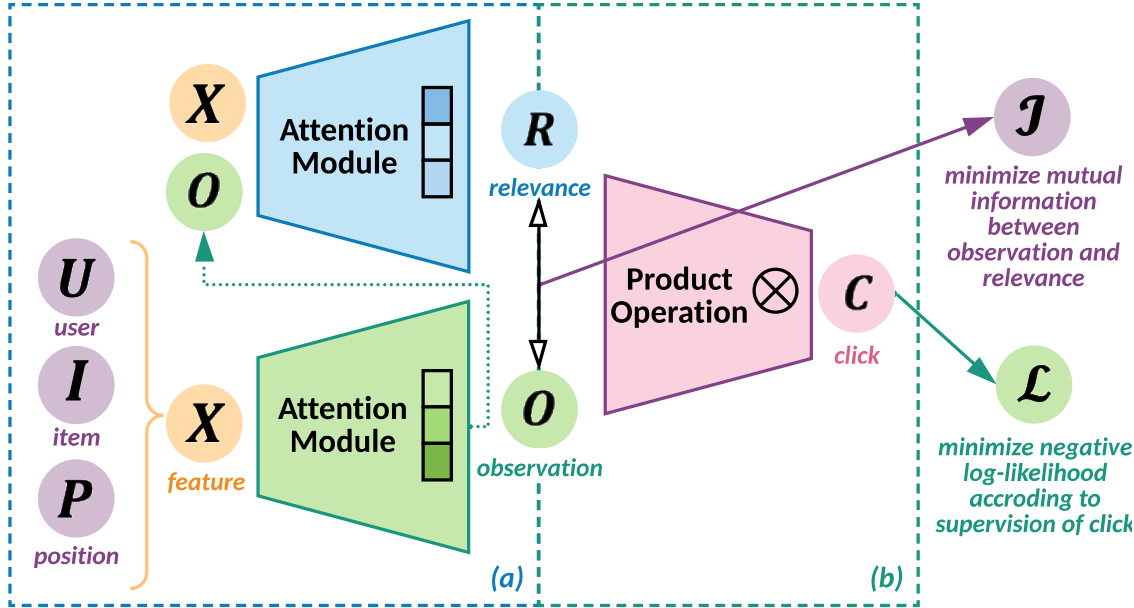 X
O
Attention
Module
R
relevance
J
minimize mutual
information
between
observation and
relevance
U
user
I
item
P
position
X
feature
Attention
Module
O
observation
Product
Operation
C
click
L
minimize negative
log-likelihood
accroding to
supervision of click
(a)
(b)